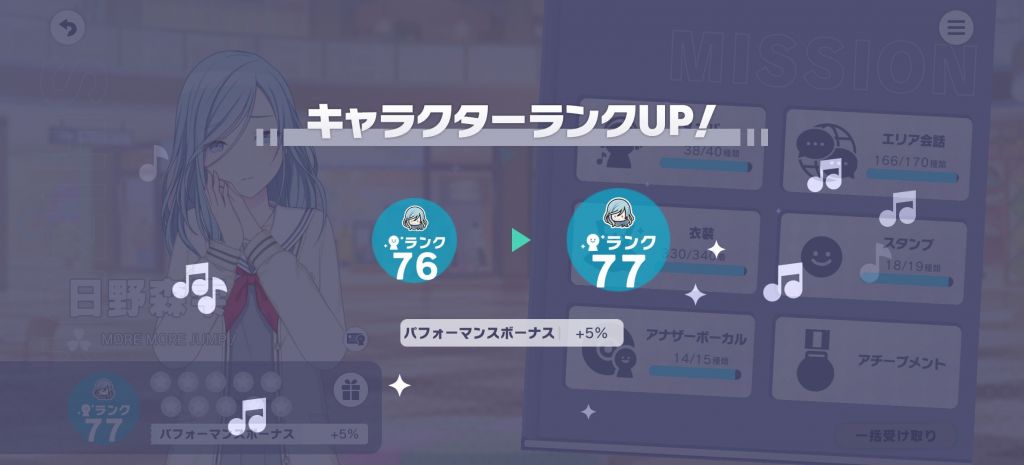 MISSION
キャラクターランクUP!
38/40種類
エリア会話
166/170種類
ランク
76
ランク
77
衣装
330/340種類
スタンプ
18/19種類
日野森
MORE MORE JUMP!
パフォーマンスボーナス +5%
アナザーボーカル
14/15種類
アチーブメント
ランク
77
パフォーマンスボーナス +5%
一括受け取り